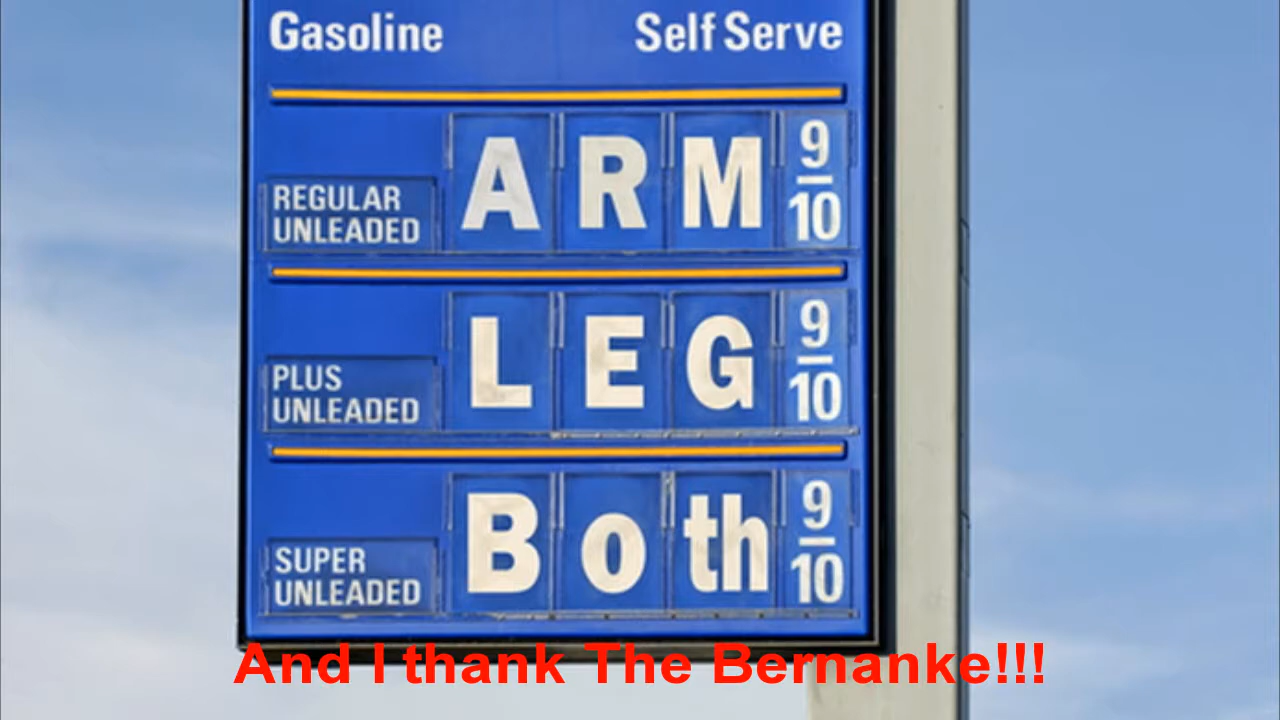 Gasoline Self Serve
REGULAR UNLEADED ARM 9/10
PLUS UNLEADED LEG 9/10
SUPER UNLEADED Both 9/10
And I thank The Bernanke!!!